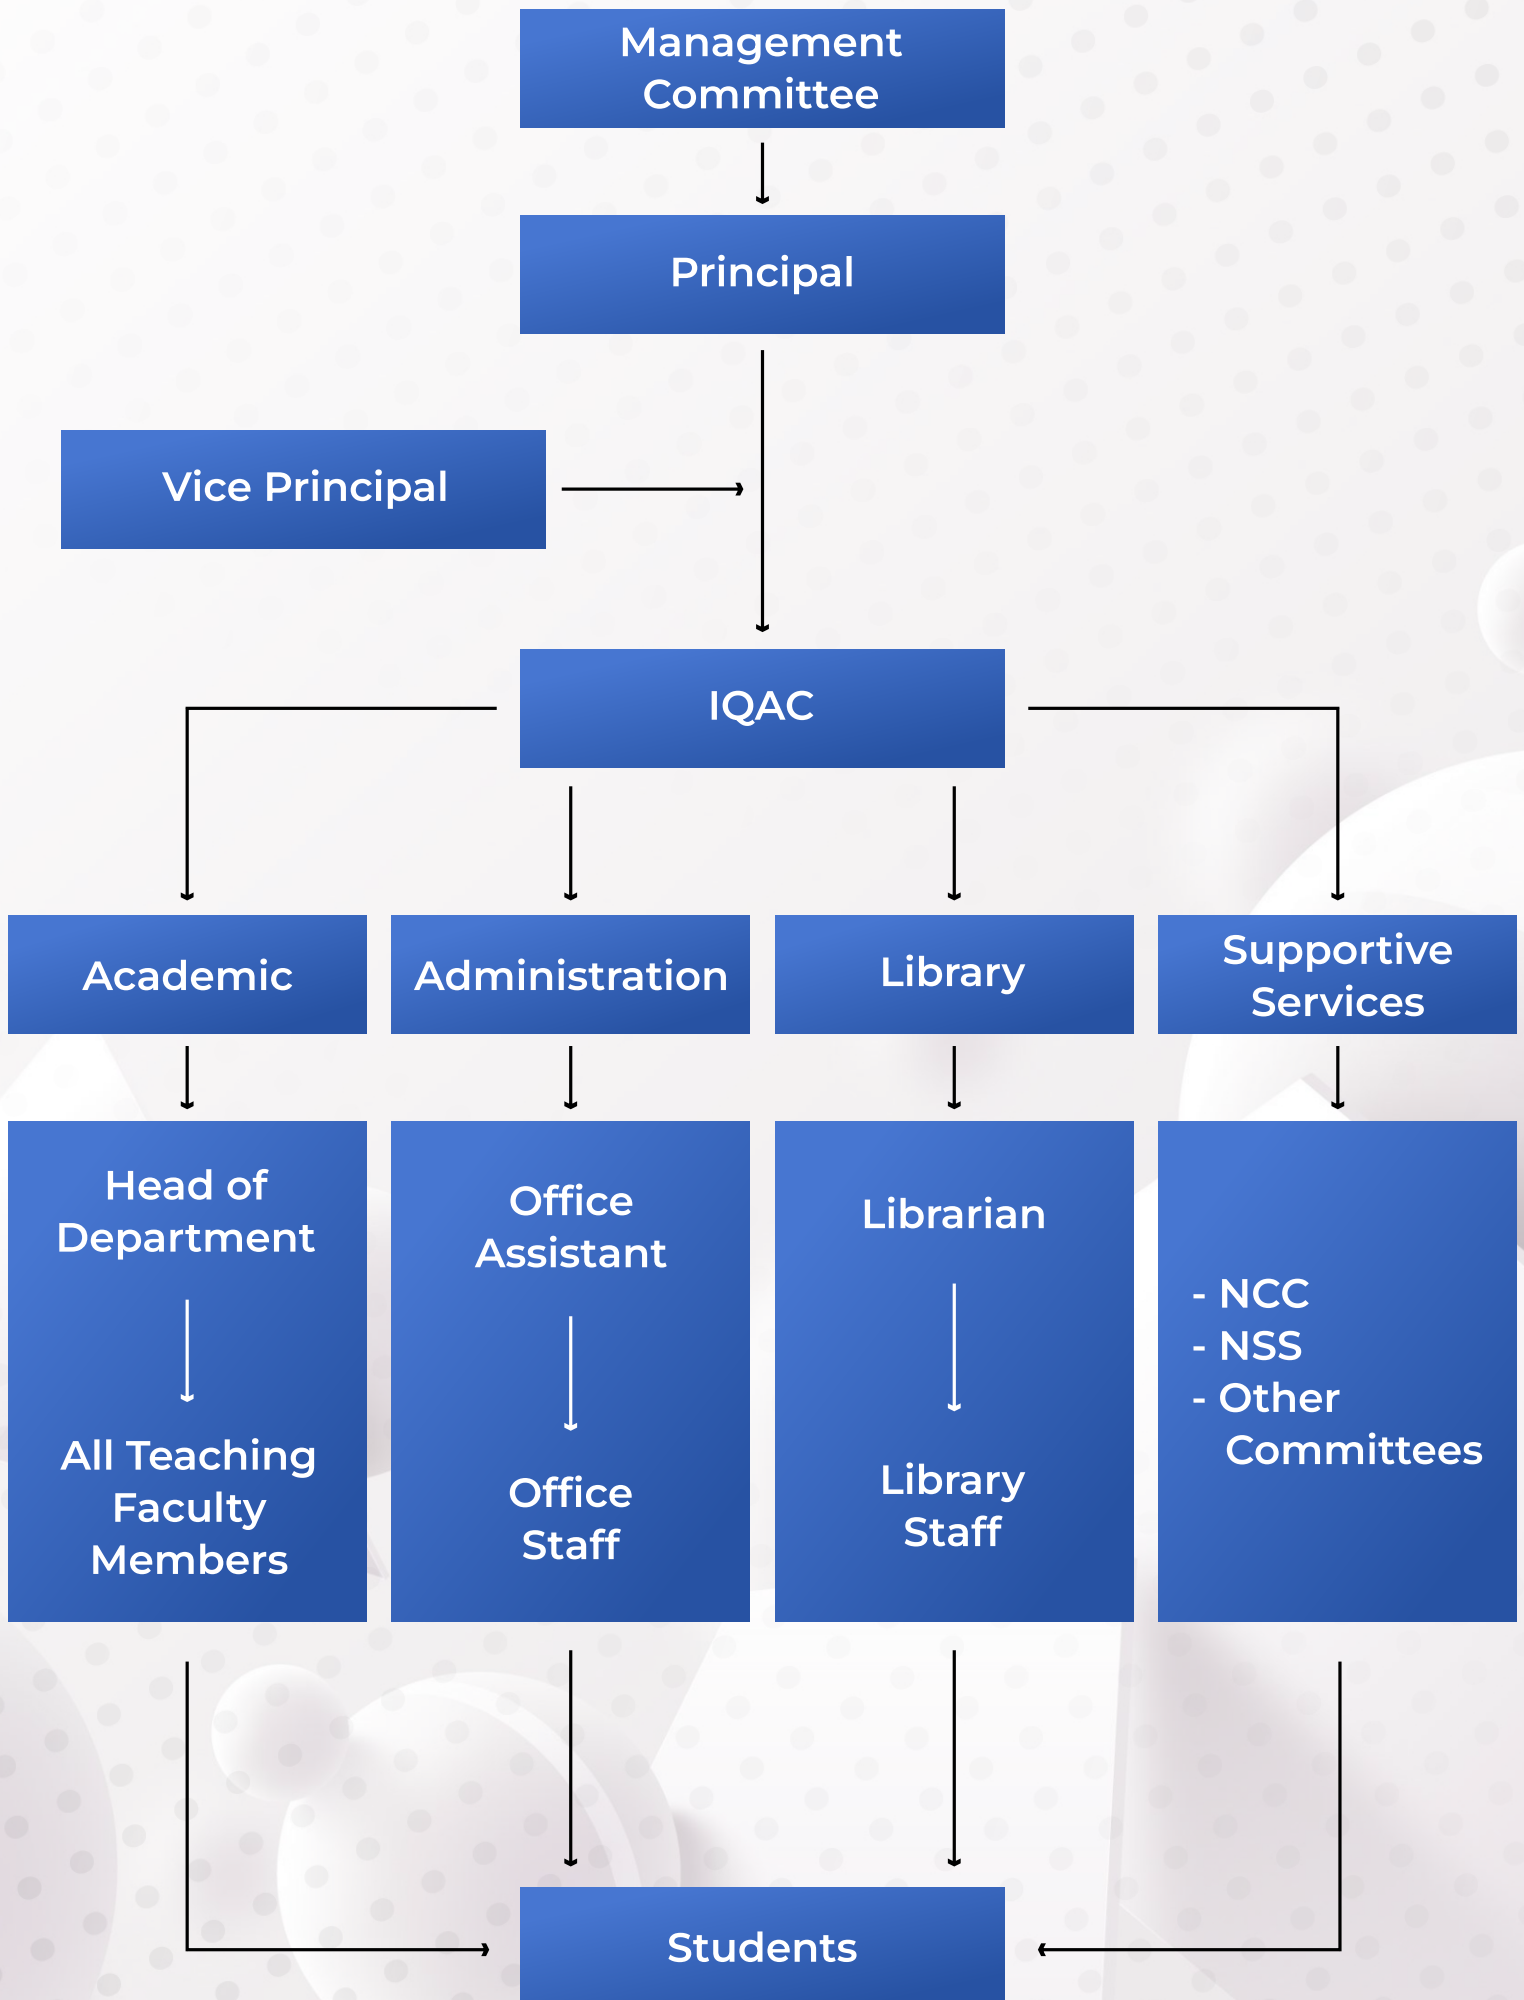 Management
Committee
Principal
Vice Principal
IQAC
Academic
Administration
Library
Supportive
Services
Head of
Department
All Teaching
Faculty
Members
Office
Assistant
Office
Staff
Librarian
Library
Staff
- NCC
- NSS
- Other
Committees
Students